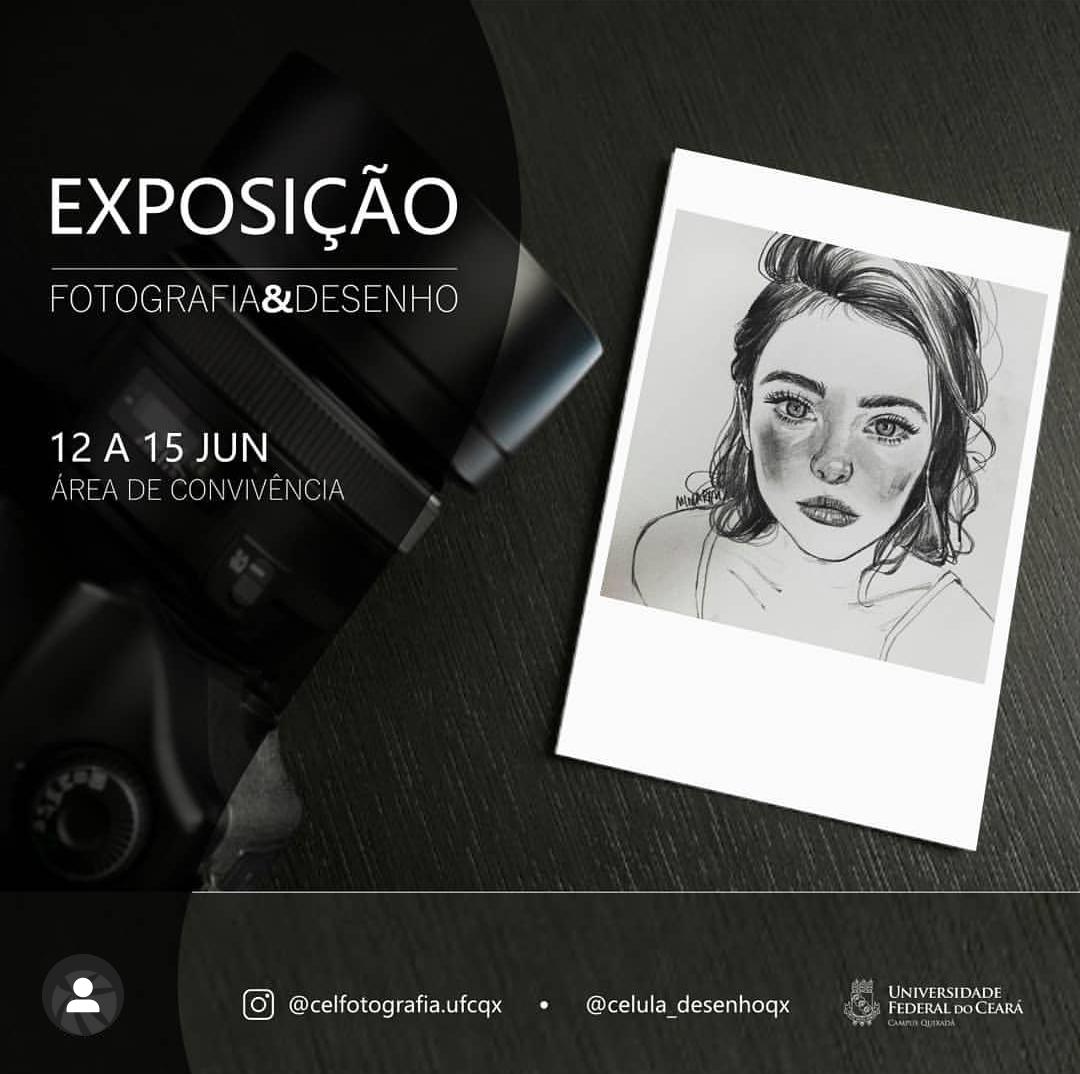 EXPOSIÇÃO
FOTOGRAFIA&DESENHO
12 A 15 JUN
ÁREA DE CONVIVÊNCIA
@celfotografia.ufcqx • @celula_desenhoqx
UNIVERSIDADE
FEDERAL DO CEARÁ
CAMPUS QUIXADÁ